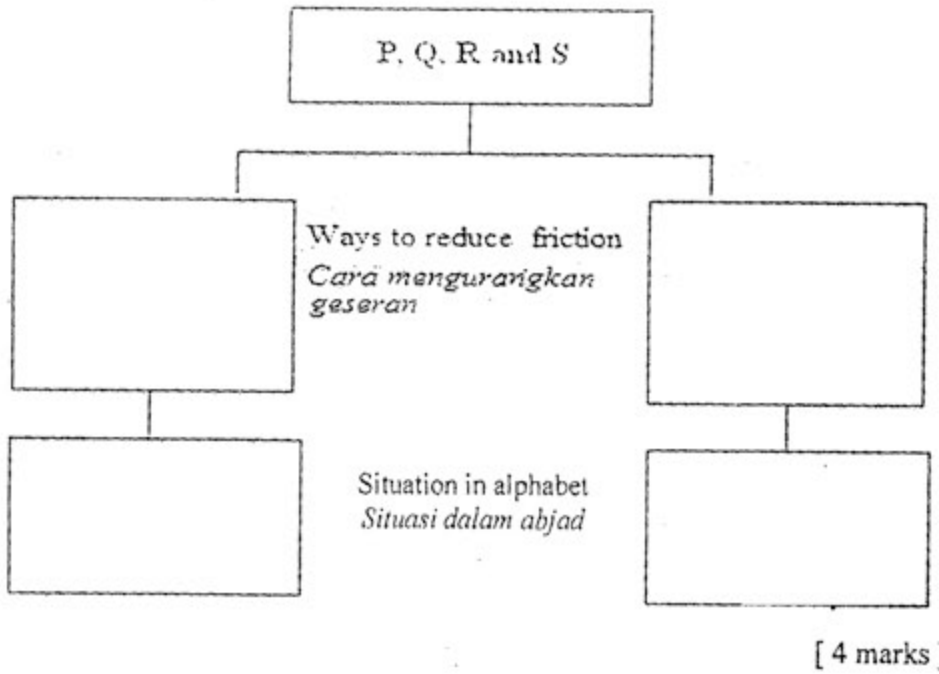 P, Q, R and S
Ways to reduce friction
Cara mengurangkan
geseran
Situation in alphabet
Situasi dalam abjad
[ 4 marks ]